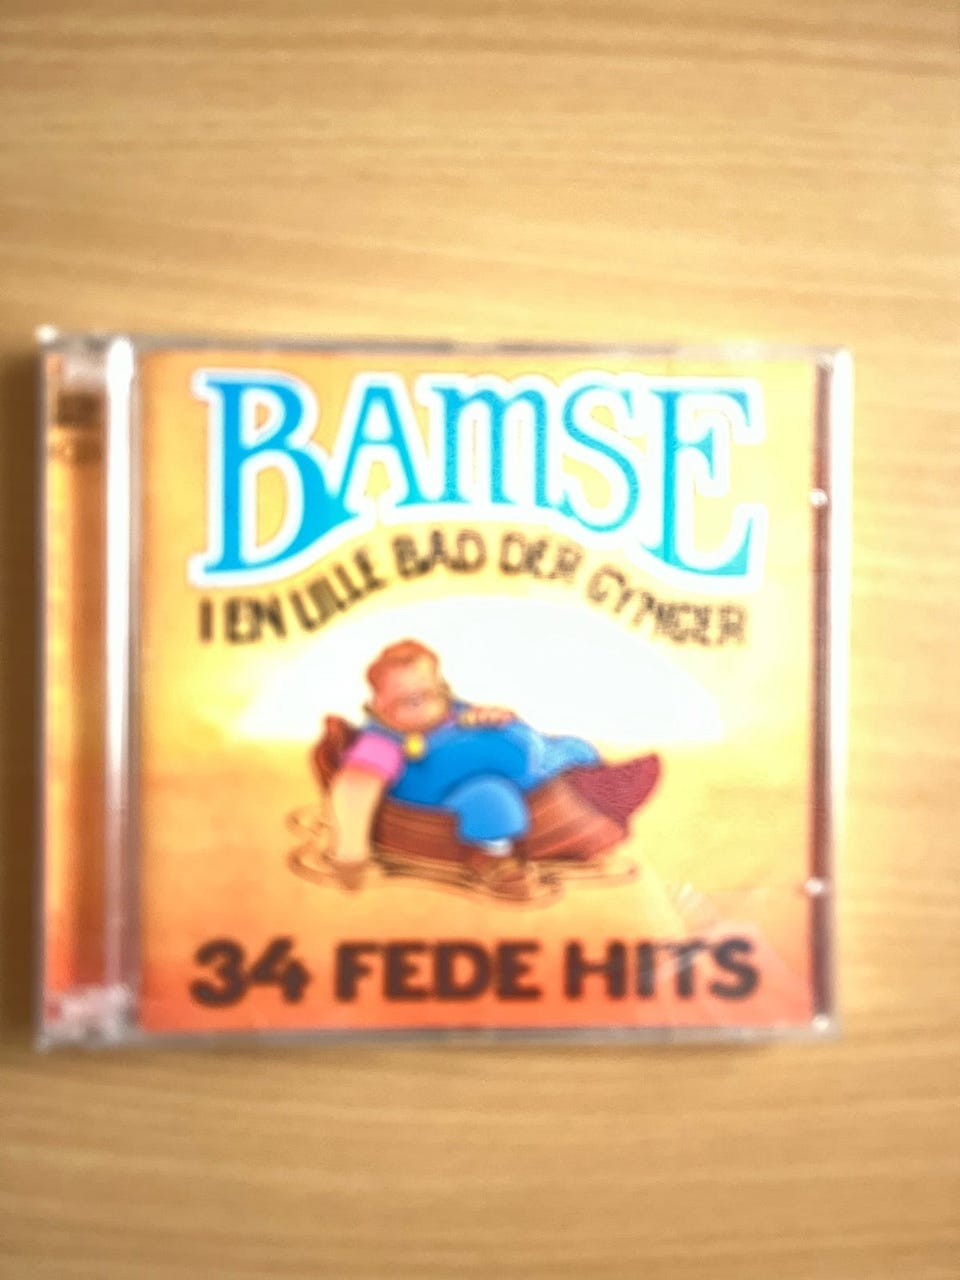 BAMSE
I EN LILLE BÅD DER GYNGER
34 FEDE HITS